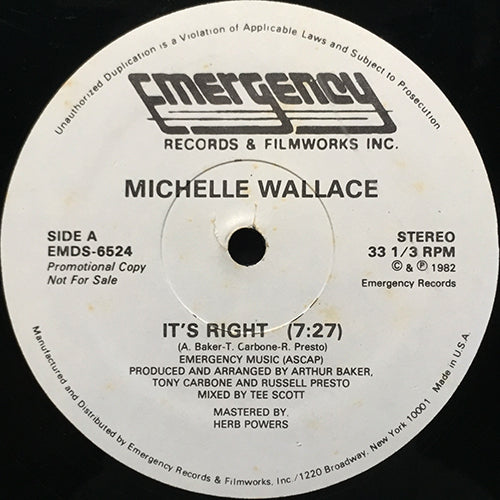 Unauthorized Duplication is a Violation of Applicable Laws and Subject to Prosecution
Emergency
RECORDS & FILMWORKS INC.
MICHELLE WALLACE
SIDE A
EMDS-6524
Promotional Copy
Not For Sale
STEREO
33 1/3 RPM
© & ℗ 1982
Emergency Records
IT'S RIGHT (7:27)
(A. Baker-T. Carbone-R. Presto)
EMERGENCY MUSIC (ASCAP)
PRODUCED AND ARRANGED BY ARTHUR BAKER,
TONY CARBONE AND RUSSELL PRESTO
MIXED BY TEE SCOTT
MASTERED BY.
HERB POWERS
Manufactured and Distributed by Emergency Records & Filmworks, Inc./1220 Broadway, New York 10001 Made in U.S.A.